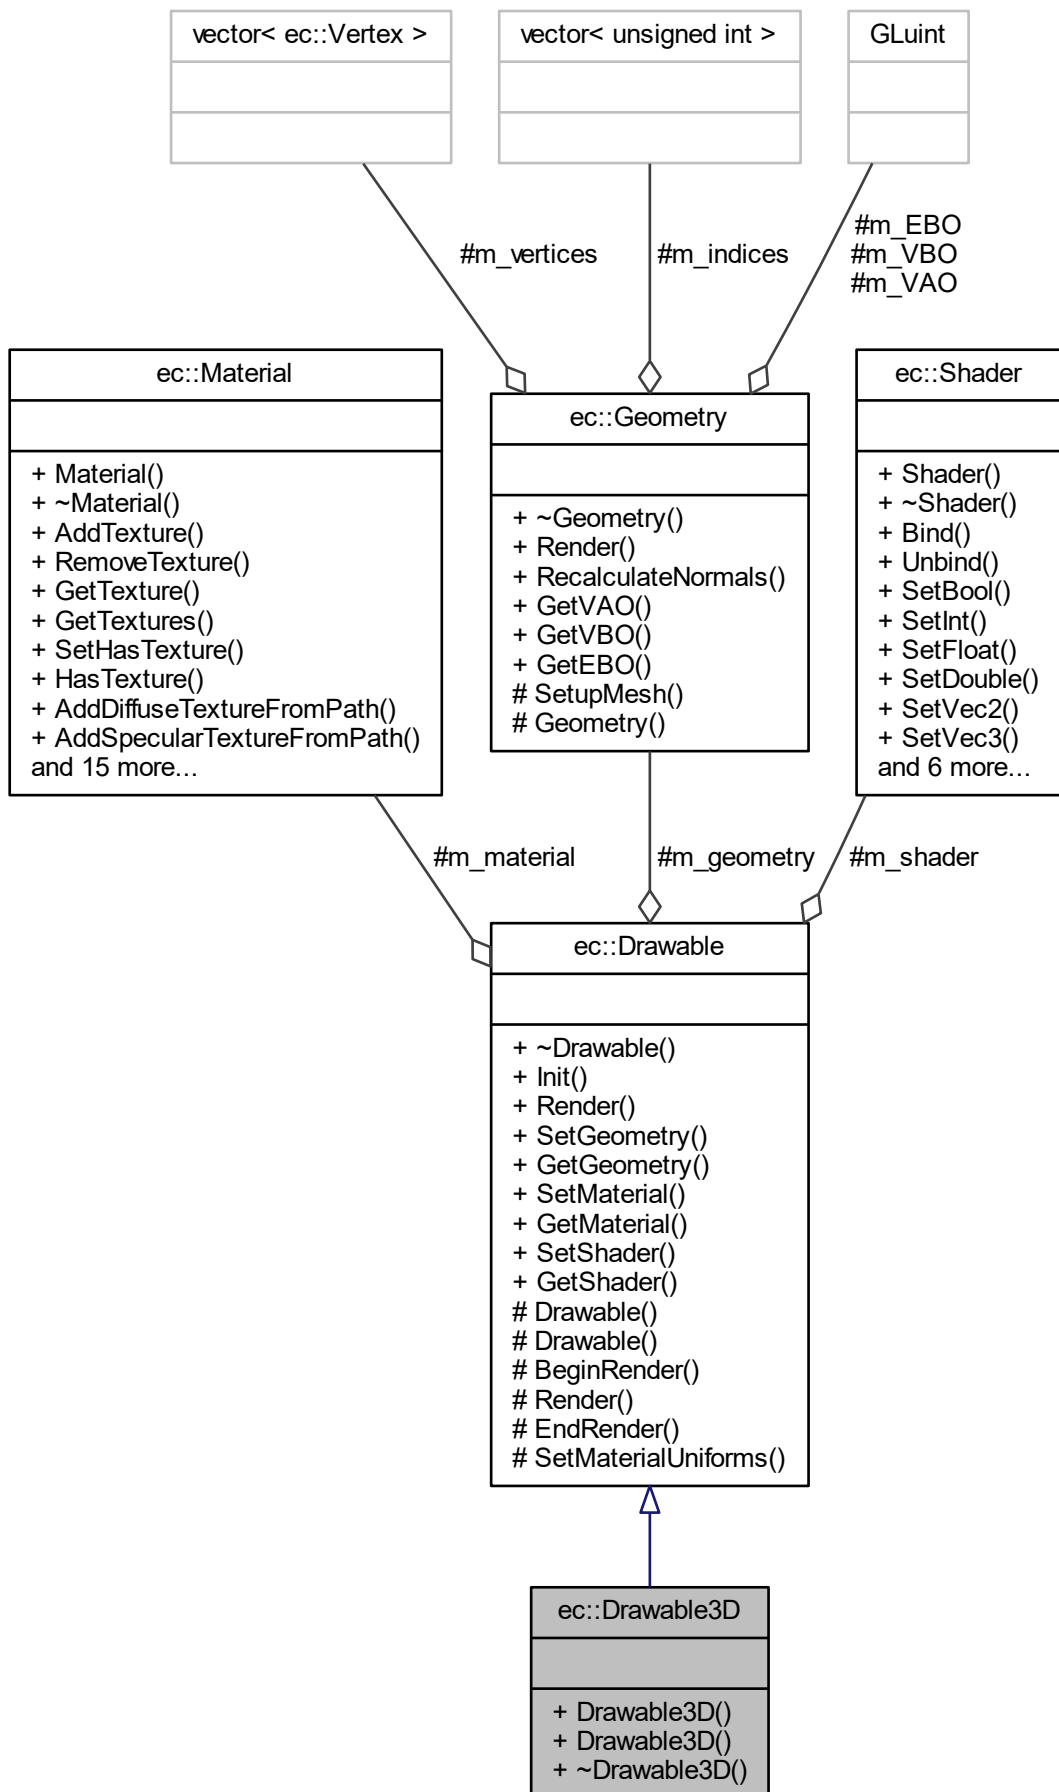 vector< ec::Vertex >
vector< unsigned int >
GLuint
#m_vertices
#m_indices
#m_EBO
#m_VBO
#m_VAO
ec::Material
+ Material()
+ ~Material()
+ AddTexture()
+ RemoveTexture()
+ GetTexture()
+ GetTextures()
+ SetHasTexture()
+ HasTexture()
+ AddDiffuseTextureFromPath()
+ AddSpecularTextureFromPath()
and 15 more...
ec::Geometry
+ ~Geometry()
+ Render()
+ RecalculateNormals()
+ GetVAO()
+ GetVBO()
+ GetEBO()
# SetupMesh()
# Geometry()
ec::Shader
+ Shader()
+ ~Shader()
+ Bind()
+ Unbind()
+ SetBool()
+ SetInt()
+ SetFloat()
+ SetDouble()
+ SetVec2()
+ SetVec3()
and 6 more...
#m_material
#m_geometry
#m_shader
ec::Drawable
+ ~Drawable()
+ Init()
+ Render()
+ SetGeometry()
+ GetGeometry()
+ SetMaterial()
+ GetMaterial()
+ SetShader()
+ GetShader()
# Drawable()
# Drawable()
# BeginRender()
# Render()
# EndRender()
# SetMaterialUniforms()
ec::Drawable3D
+ Drawable3D()
+ Drawable3D()
+ ~Drawable3D()